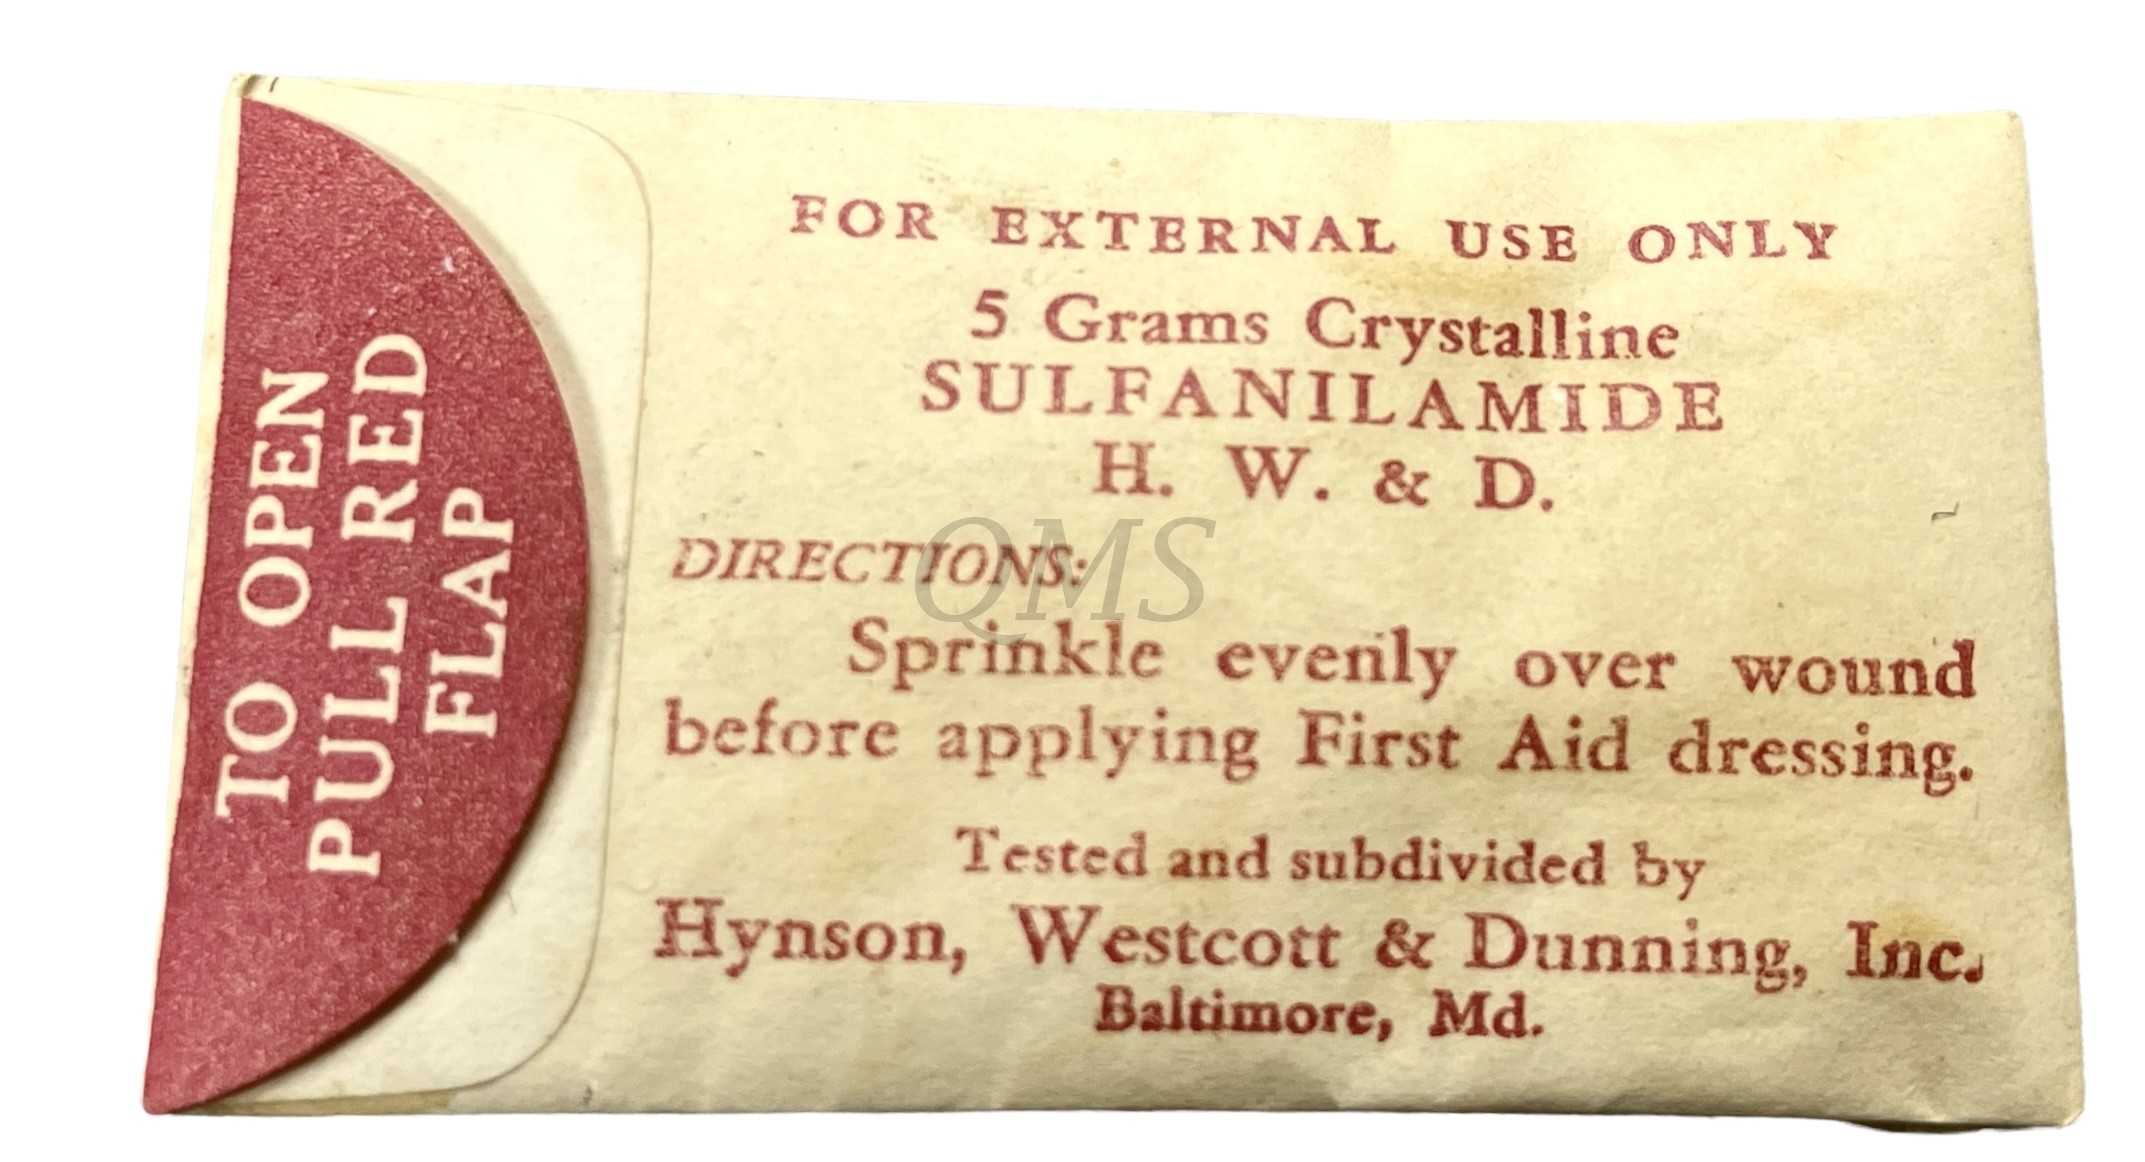 TO OPEN
PULL RED
FLAP
FOR EXTERNAL USE ONLY
5 Grams Crystalline
SULFANILAMIDE
H. W. & D.
DIRECTIONS:
QMS
Sprinkle evenly over wound
before applying First Aid dressing.
Tested and subdivided by
Hynson, Westcott & Dunning, Inc.
Baltimore, Md.